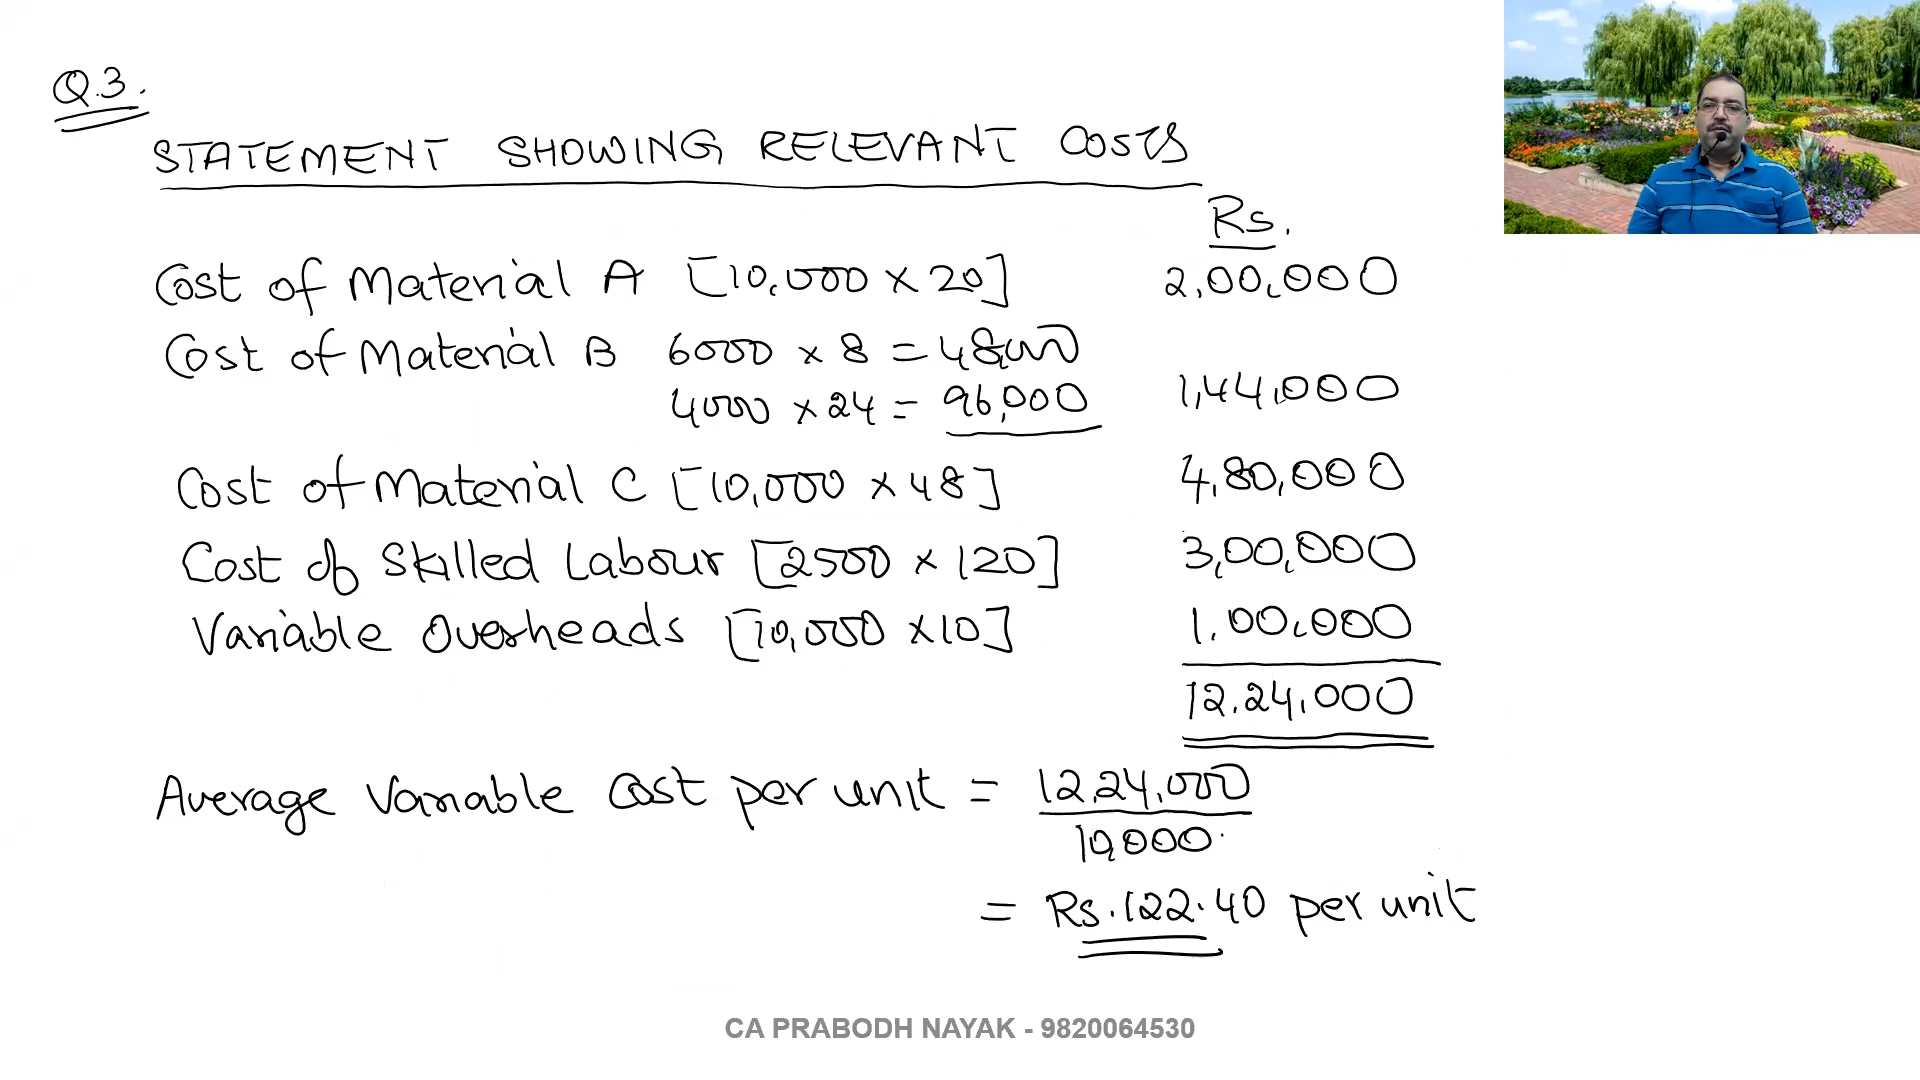 Q.3.
STATEMENT SHOWING RELEVANT COSTS
Rs.
Cost of Material A [10,000 × 20] 2,00,000
Cost of Material B 6000 × 8 = 48,000
4000 × 24 = 96,000 1,44,000
Cost of Material C [10,000 × 48] 4,80,000
Cost of Skilled Labour [2500 × 120] 3,00,000
Variable Overheads [10,000 × 10] 1,00,000
12,24,000
Average Variable Cost per unit = 12,24,000
10,000
= Rs.122.40 per unit
CA PRABODH NAYAK - 9820064530